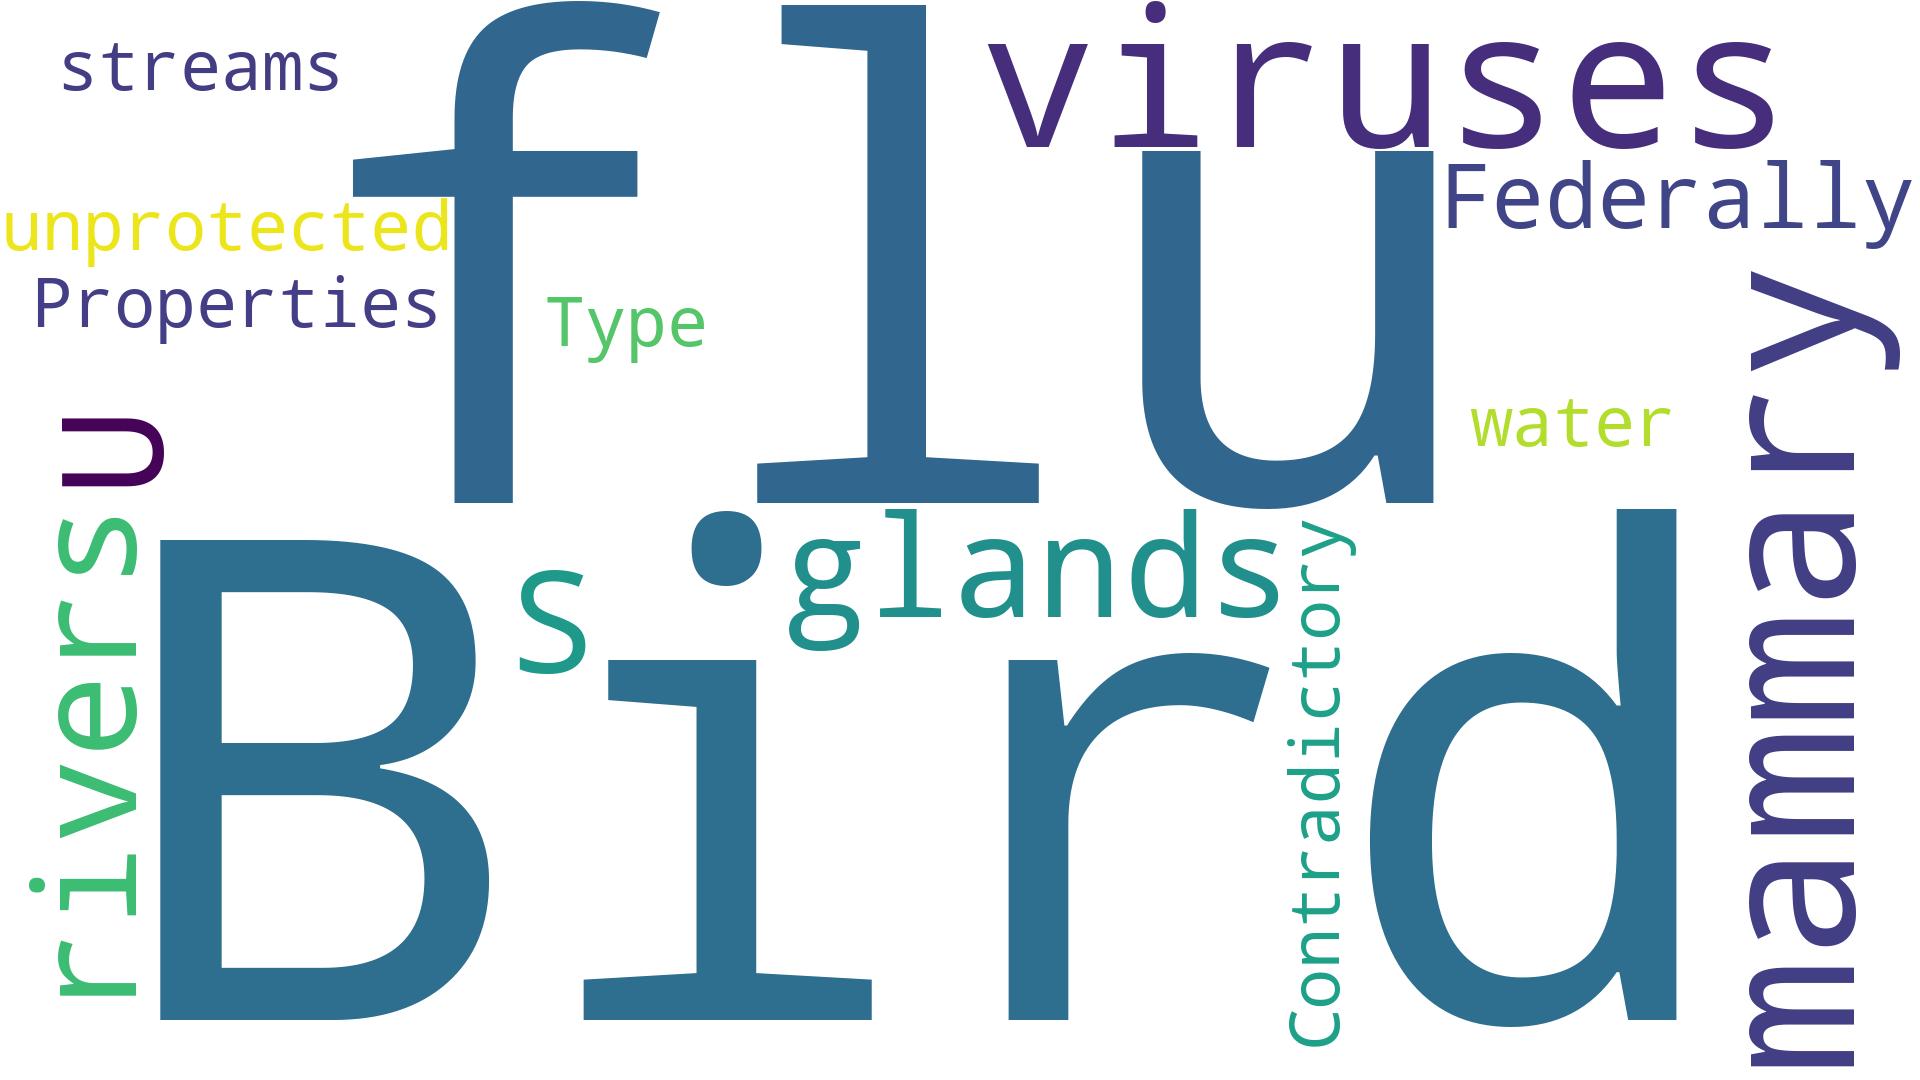 streams
flu
viruses
unprotected
Federally
Properties
Type
water
u
rivers
S
glands
Contradictory
mammary
Bird